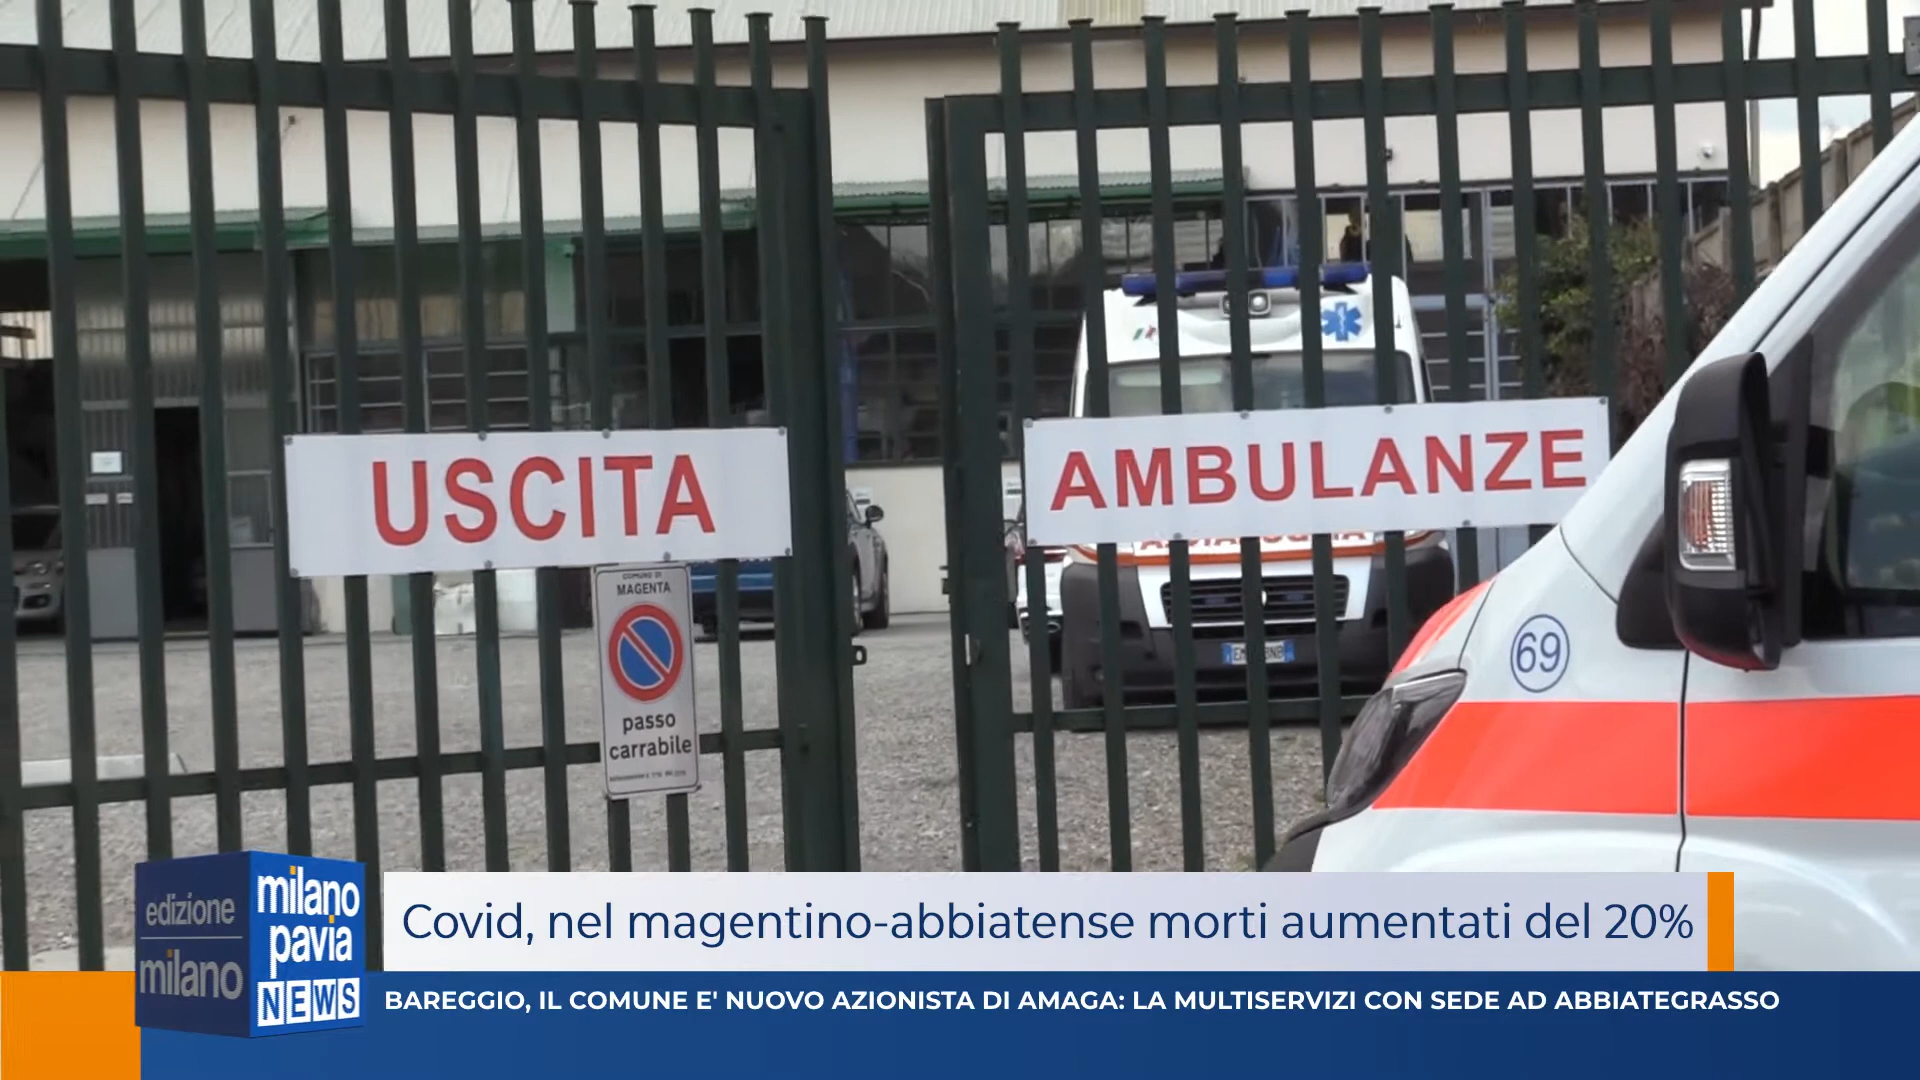 USCITA
AMBULANZE
COMUNE DI
MAGENTA
passo
carrabile
69
edizione
milano
milano
pavia
NEWS
Covid, nel magentino-abbiatense morti aumentati del 20%
BAREGGIO, IL COMUNE E' NUOVO AZIONISTA DI AMAGA: LA MULTISERVIZI CON SEDE AD ABBIATEGRASSO